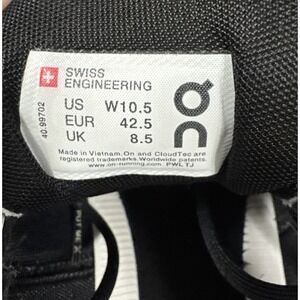 SWISS
ENGINEERING
US W10.5
EUR 42.5
UK 8.5
40.99702
Made in Vietnam. On and CloudTec are
registered trademarks. Worldwide patents.
www.on-running.com PWL TJ